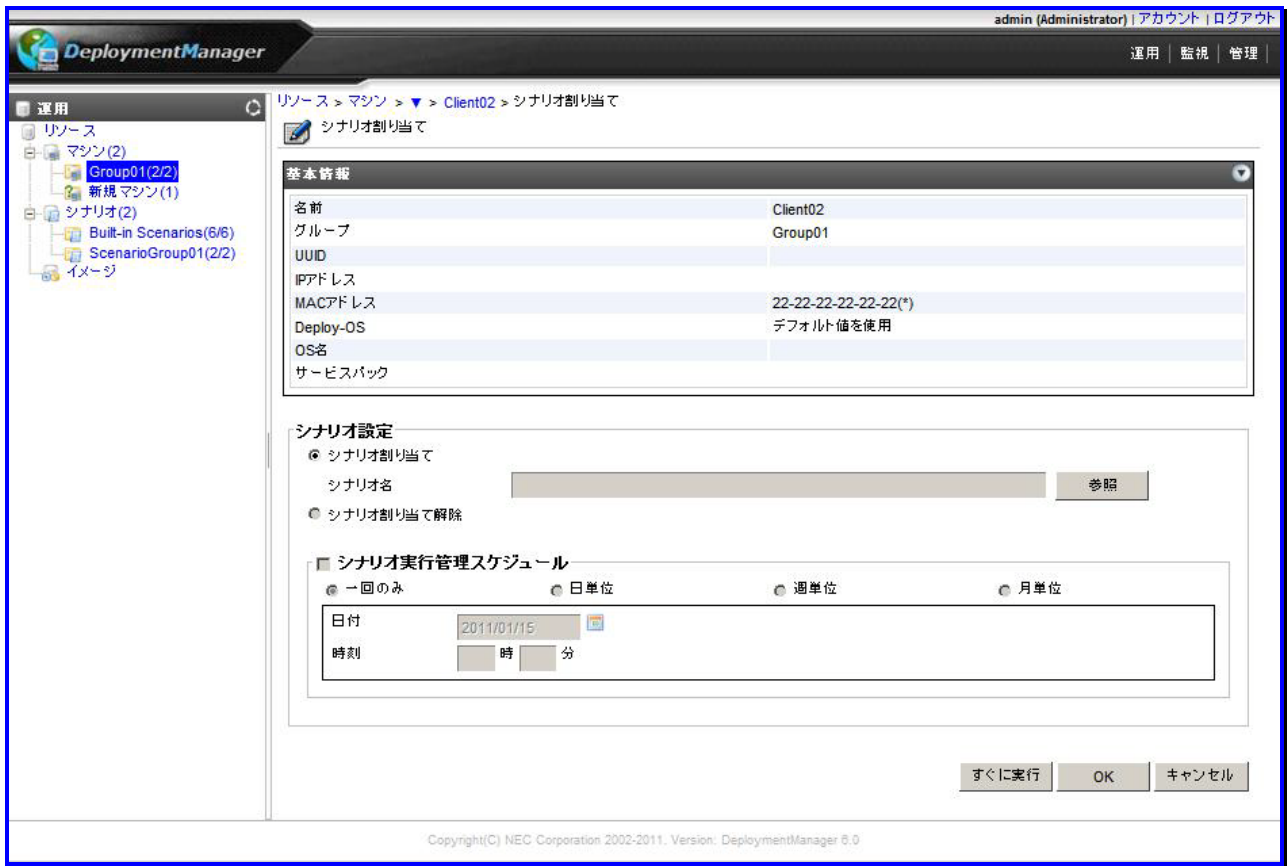 admin (Administrator) | アカウント | ログアウト
DeploymentManager
運用 | 監視 | 管理
運用
リソース
マシン(2)
Group01(2/2)
新規マシン(1)
シナリオ(2)
Built-in Scenarios(6/6)
ScenarioGroup01(2/2)
イメージ
リソース > マシン > ▼ > Client02 > シナリオ割り当て
シナリオ割り当て
基本情報
名前 Client02
グループ Group01
UUID
IPアドレス
MACアドレス 22-22-22-22-22-22(*)
Deploy-OS デフォルト値を使用
OS名
サービスパック
シナリオ設定
シナリオ割り当て
シナリオ名 参照
シナリオ割り当て解除
シナリオ実行管理スケジュール
一回のみ 日単位 週単位 月単位
日付 2011/01/15
時刻 時 分
すぐに実行 OK キャンセル
Copyright(C) NEC Corporation 2002-2011. Version: DeploymentManager 6.0